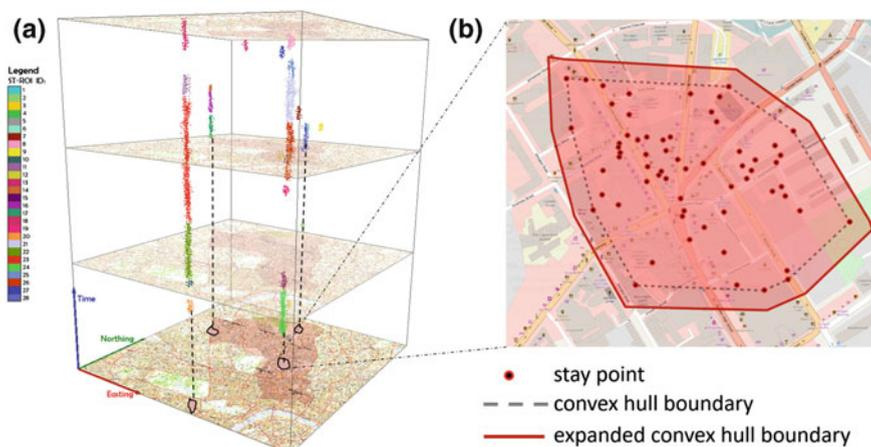 (a)
Legend
ST-ROI ID:
1
2
3
4
5
6
7
8
9
10
11
12
13
14
15
16
17
18
19
20
21
22
23
24
25
26
27
28
Time
Northing
Easting
(b)
stay point
convex hull boundary
expanded convex hull boundary